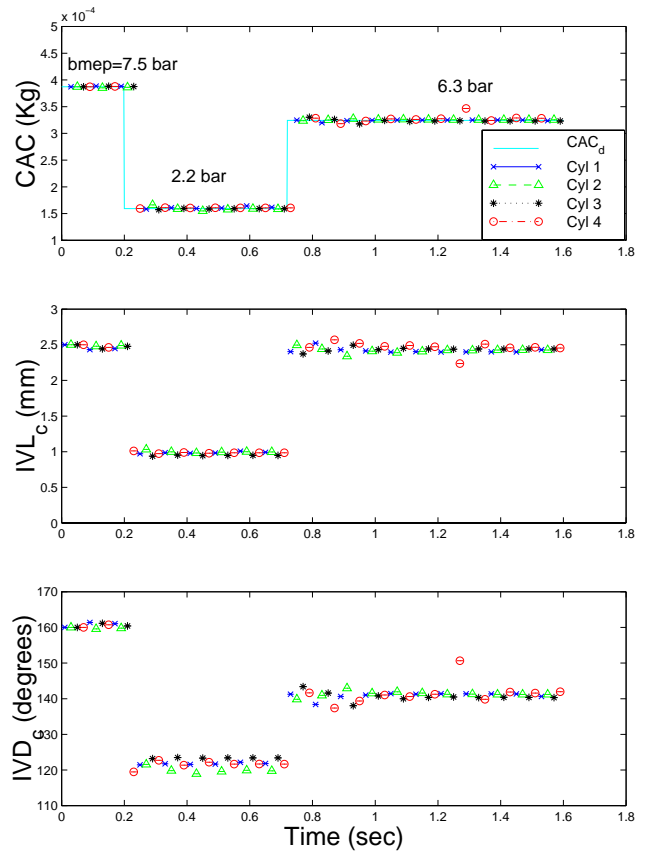 x 10⁻⁴
5
4.5
4
3.5
3
2.5
2
1.5
1
CAC (Kg)
bmep=7.5 bar
6.3 bar
2.2 bar
CAC_d
Cyl 1
Cyl 2
Cyl 3
Cyl 4
0 0.2 0.4 0.6 0.8 1 1.2 1.4 1.6 1.8
3
2.5
2
1.5
1
0.5
0
IVL_c (mm)
0 0.2 0.4 0.6 0.8 1 1.2 1.4 1.6 1.8
170
160
150
140
130
120
110
IVD_c (degrees)
0 0.2 0.4 0.6 0.8 1 1.2 1.4 1.6 1.8
Time (sec)